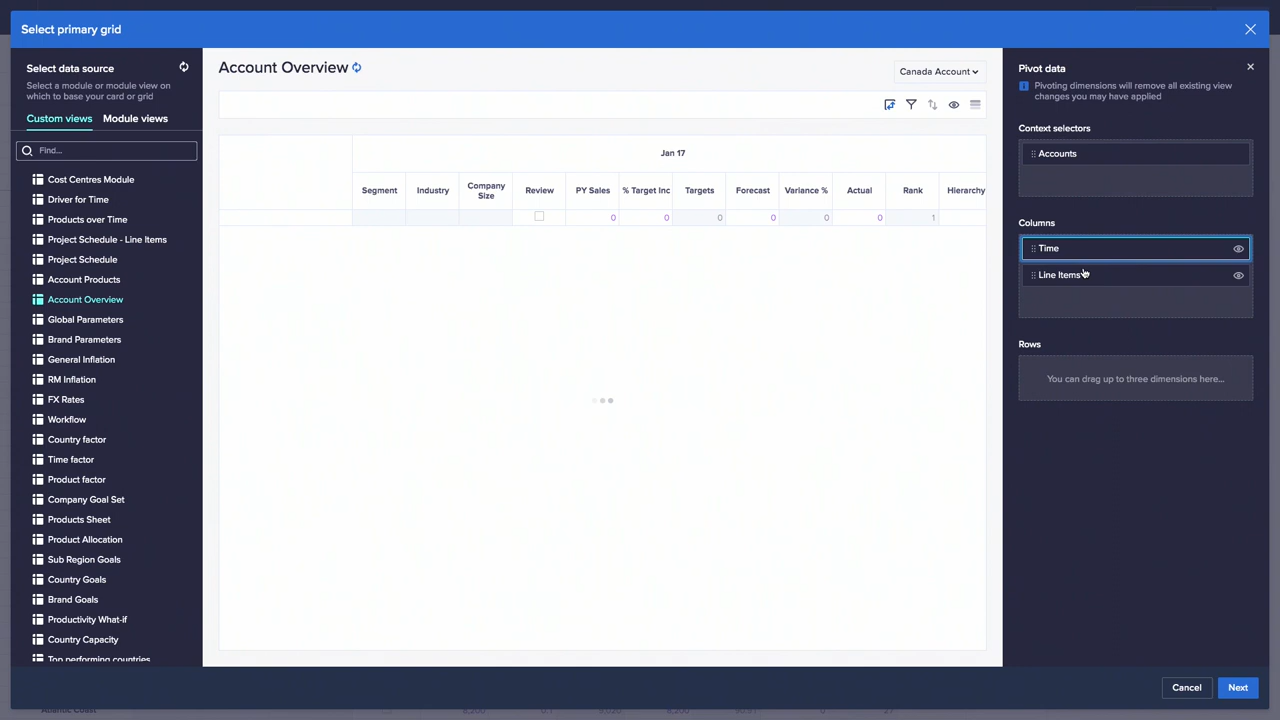 Select primary grid
Select data source
Select a module or module view on
which to base your card or grid
Custom views
Module views
Find...
Cost Centres Module
Driver for Time
Products over Time
Project Schedule - Line Items
Project Schedule
Account Products
Account Overview
Global Parameters
Brand Parameters
General Inflation
RM Inflation
FX Rates
Workflow
Country factor
Time factor
Product factor
Company Goal Set
Products Sheet
Product Allocation
Sub Region Goals
Country Goals
Brand Goals
Productivity What-if
Country Capacity
Top performing countries
Account Overview
Canada Account
Jan 17
Segment Industry Company Size Review PY Sales % Target Inc Targets Forecast Variance % Actual Rank Hierarchy
0 0 0 0 0 0 1
Pivot data
Pivoting dimensions will remove all existing view
changes you may have applied
Context selectors
Accounts
Columns
Time
Line Items
Rows
You can drag up to three dimensions here...
Cancel
Next